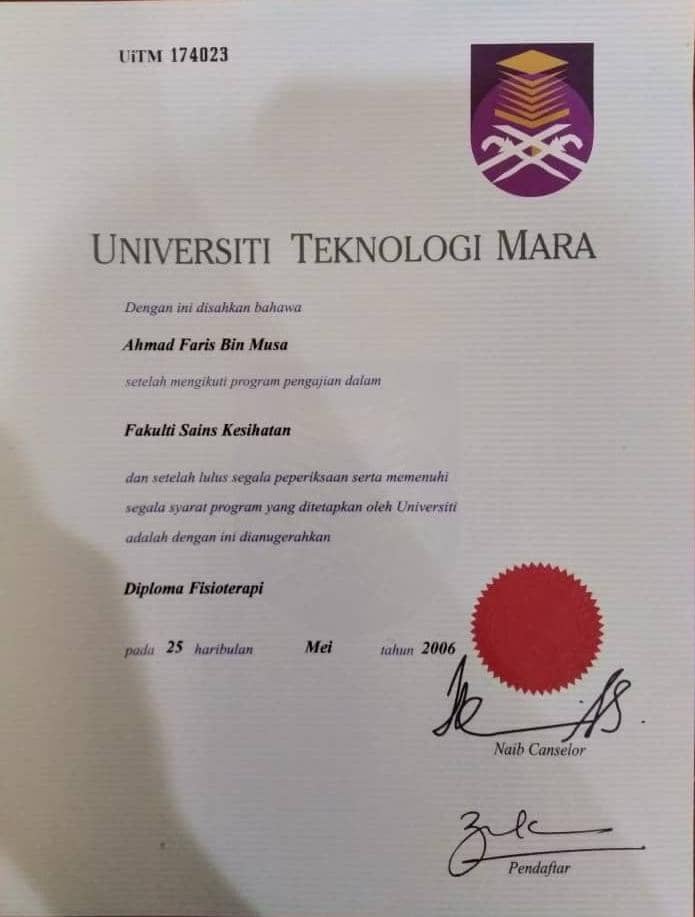 UiTM 174023
UNIVERSITI TEKNOLOGI MARA
Dengan ini disahkan bahawa
Ahmad Faris Bin Musa
setelah mengikuti program pengajian dalam
Fakulti Sains Kesihatan
dan setelah lulus segala peperiksaan serta memenuhi
segala syarat program yang ditetapkan oleh Universiti
adalah dengan ini dianugerahkan
Diploma Fisioterapi
pada 25 haribulan Mei tahun 2006
Naib Canselor
Pendaftar